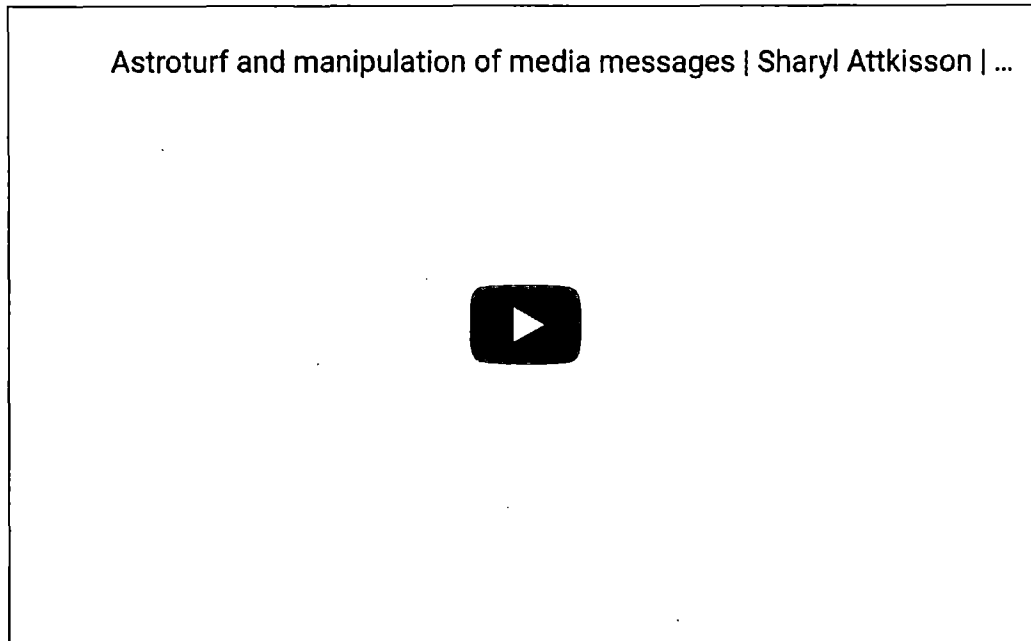 Astroturf and manipulation of media messages | Sharyl Attkisson | ...